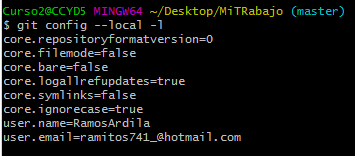 Curso2@CCYD5 MINGW64 ~/Desktop/MiTRabajo (master)
$ git config --local -l
core.repositoryformatversion=0
core.filemode=false
core.bare=false
core.logallrefupdates=true
core.symlinks=false
core.ignorecase=true
user.name=RamosArdila
user.email=ramitos741_@hotmail.com